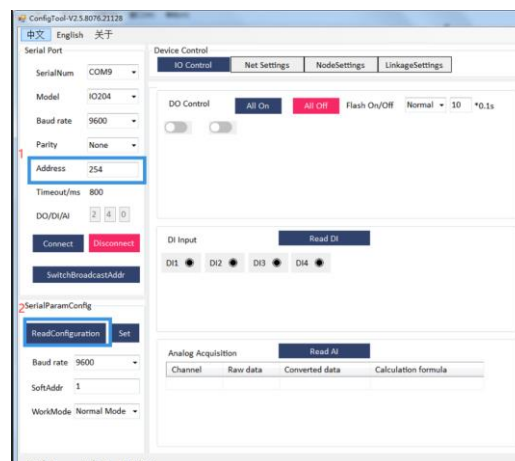 ConfigTool-V2.5.8076.21128
中文 English 关于
Serial Port
SerialNum COM9
Model IO204
Baud rate 9600
Parity None
1
Address 254
Timeout/ms 800
DO/DI/AI 2 4 0
Connect Disconnect
SwitchBroadcastAddr
2
SerialParamConfig
ReadConfiguration Set
Baud rate 9600
SoftAddr 1
WorkMode Normal Mode
Device Control
IO Control Net Settings NodeSettings LinkageSettings
DO Control All On All Off Flash On/Off Normal 10 *0.1s
DI Input Read DI
DI1 DI2 DI3 DI4
Analog Acquisition Read AI
Channel Raw data Converted data Calculation formula